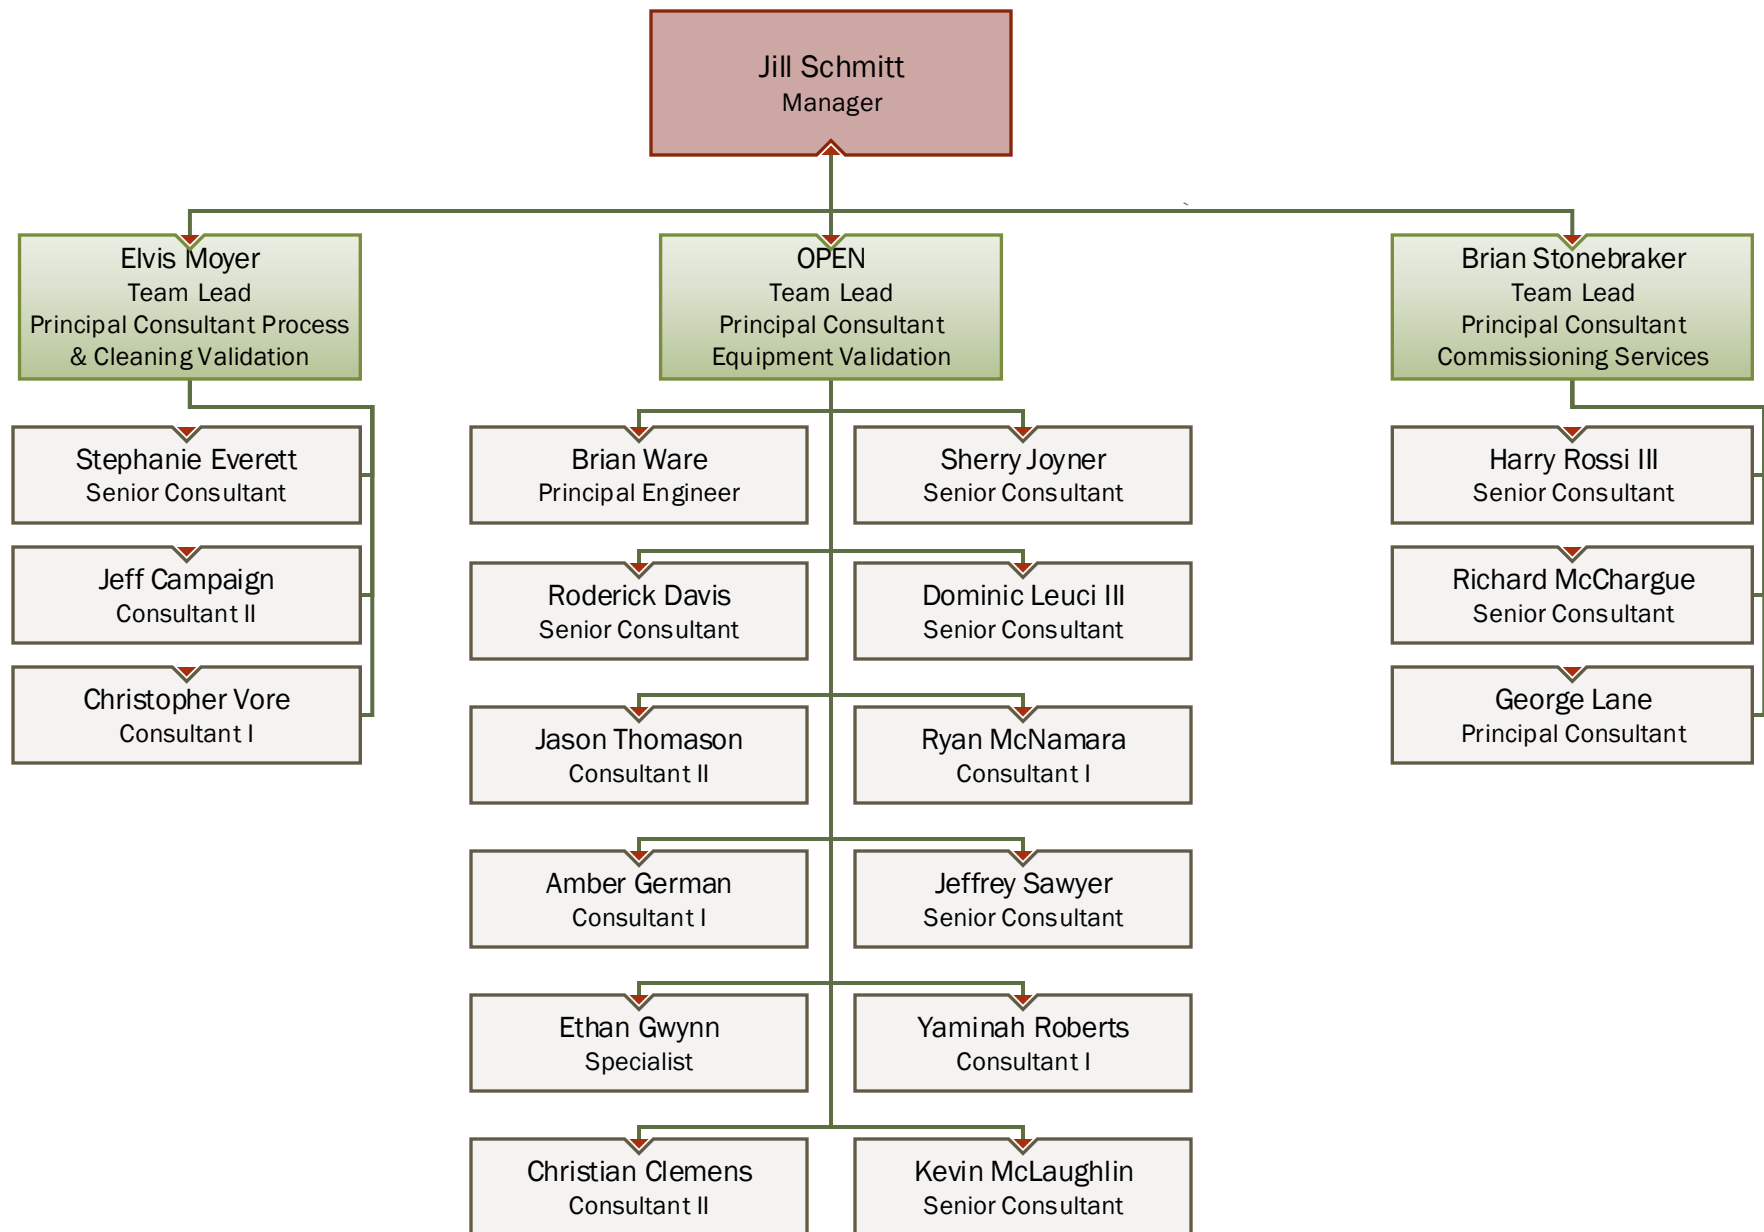 Jill Schmitt
Manager
Elvis Moyer
Team Lead
Principal Consultant Process
& Cleaning Validation
OPEN
Team Lead
Principal Consultant
Equipment Validation
Brian Stonebraker
Team Lead
Principal Consultant
Commissioning Services
Stephanie Everett
Senior Consultant
Jeff Campaign
Consultant II
Christopher Vore
Consultant I
Brian Ware
Principal Engineer
Sherry Joyner
Senior Consultant
Roderick Davis
Senior Consultant
Dominic Leuci III
Senior Consultant
Jason Thomason
Consultant II
Ryan McNamara
Consultant I
Amber German
Consultant I
Jeffrey Sawyer
Senior Consultant
Ethan Gwynn
Specialist
Yaminah Roberts
Consultant I
Christian Clemens
Consultant II
Kevin McLaughlin
Senior Consultant
Harry Rossi III
Senior Consultant
Richard McChargue
Senior Consultant
George Lane
Principal Consultant